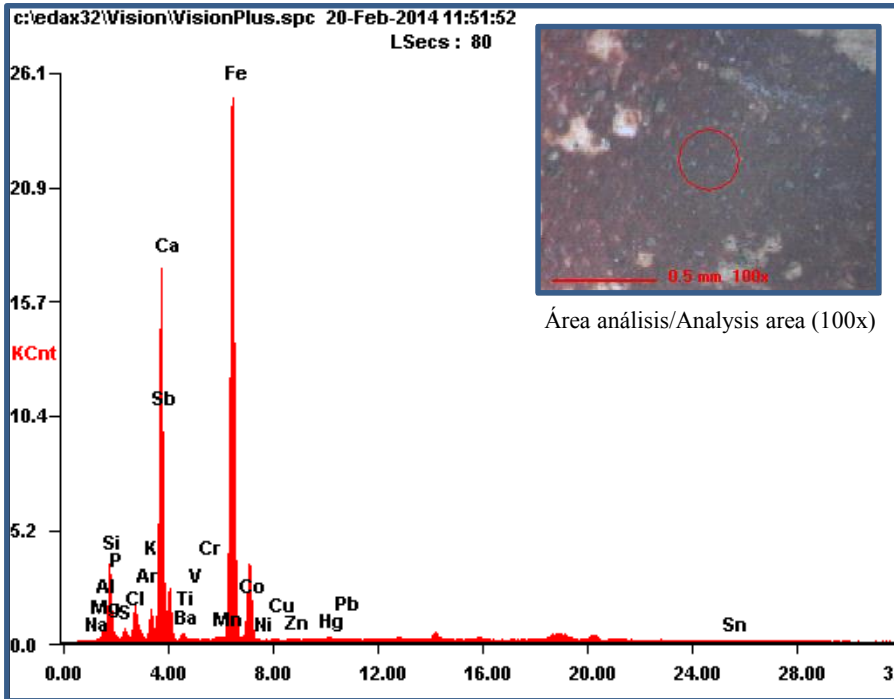 c:\edax32\Vision\VisionPlus.spc 20-Feb-2014 11:51:52
LSecs : 80
26.1
20.9
15.7
KCnt
10.4
5.2
0.0
Fe
Ca
Sb
Si
P
K
Cr
Al
Ar
V
Mg
S
Cl
Ti
Co
Na
Ba
Mn
Ni
Cu
Zn
Hg
Pb
Sn
0.00 4.00 8.00 12.00 16.00 20.00 24.00 28.00 3
0.5 mm 100x
Área análisis/Analysis area (100x)